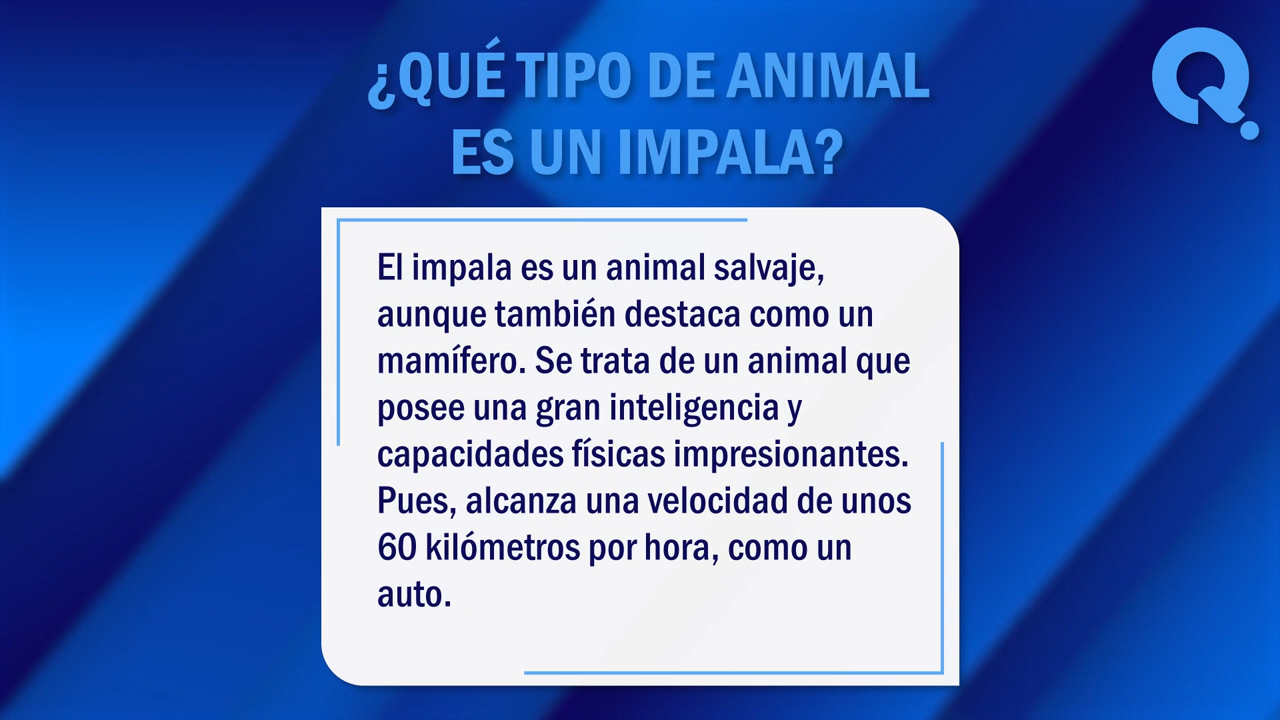 ¿QUÉ TIPO DE ANIMAL
ES UN IMPALA?
El impala es un animal salvaje,
aunque también destaca como un
mamífero. Se trata de un animal que
posee una gran inteligencia y
capacidades físicas impresionantes.
Pues, alcanza una velocidad de unos
60 kilómetros por hora, como un
auto.